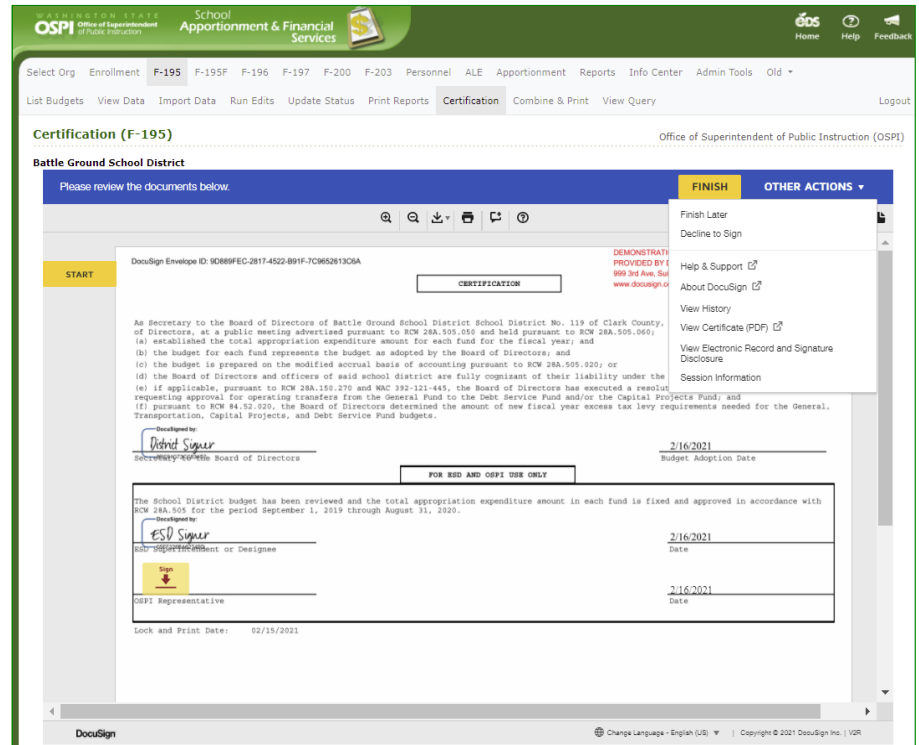 WASHINGTON STATE
OSPI Office of Superintendent of Public Instruction
School
Apportionment & Financial
Services
EDS
Home Help Feedback
Select Org Enrollment F-195 F-195F F-196 F-197 F-200 F-203 Personnel ALE Apportionment Reports Info Center Admin Tools Old
List Budgets View Data Import Data Run Edits Update Status Print Reports Certification Combine & Print View Query Logout
Certification (F-195)
Office of Superintendent of Public Instruction (OSPI)
Battle Ground School District
Please review the documents below.
FINISH
OTHER ACTIONS
Finish Later
Decline to Sign
Help & Support
About DocuSign
View History
View Certificate (PDF)
View Electronic Record and Signature
Disclosure
Session Information
START
DocuSign Envelope ID: 9D889FEC-2817-4522-B91F-7C9652613C6A
DEMONSTRATI
PROVIDED BY
999 3rd Ave, Sui
www.docusign.c
CERTIFICATION
As Secretary to the Board of Directors of Battle Ground School District School District No. 119 of Clark County,
of Directors, at a public meeting advertised pursuant to RCW 28A.505.050 and held pursuant to RCW 28A.505.060;
(a) established the total appropriation expenditure amount for each fund for the fiscal year; and
(b) the budget for each fund represents the budget as adopted by the Board of Directors; and
(c) the budget is prepared on the modified accrual basis of accounting pursuant to RCW 28A.505.020; or
(d) the Board of Directors and officers of said school district are fully cognizant of their liability under the
(e) if applicable, pursuant to RCW 28A.150.270 and WAC 392-121-445, the Board of Directors has executed a resolut
requesting approval for operating transfers from the General Fund to the Debt Service Fund and/or the Capital Projects Fund; and
(f) pursuant to RCW 84.52.020, the Board of Directors determined the amount of new fiscal year excess tax levy requirements needed for the General,
Transportation, Capital Projects, and Debt Service Fund budgets.
DocuSigned by:
District Signer
2/16/2021
Secretary to the Board of Directors
Budget Adoption Date
FOR ESD AND OSPI USE ONLY
The School District budget has been reviewed and the total appropriation expenditure amount in each fund is fixed and approved in accordance with
RCW 28A.505 for the period September 1, 2019 through August 31, 2020.
DocuSigned by:
ESD Signer
2/16/2021
ESD Superintendent or Designee
Date
Sign
2/16/2021
OSPI Representative
Date
Lock and Print Date: 02/15/2021
DocuSign
Change Language - English (US) | Copyright © 2021 DocuSign Inc. | V2R